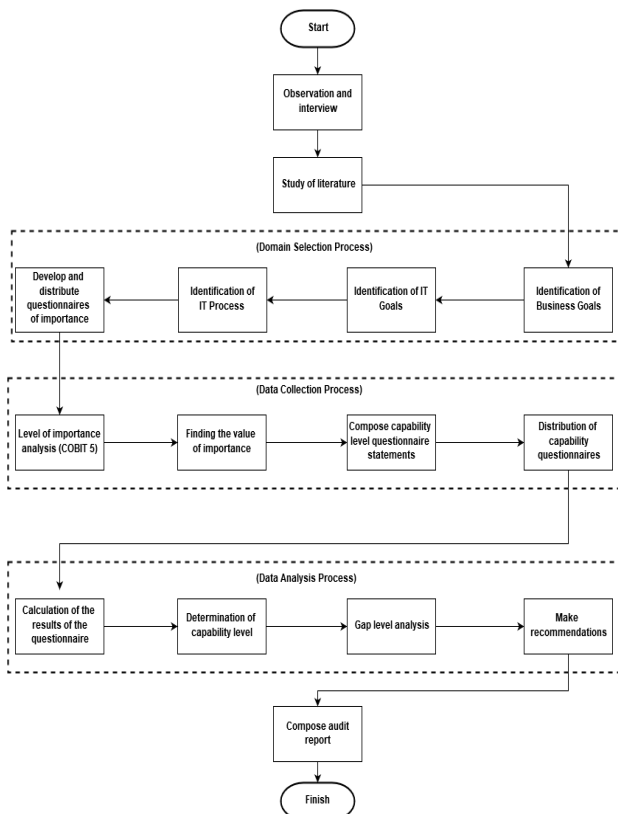 Start
Observation and
interview
Study of literature
(Domain Selection Process)
Develop and
distribute
questionnaires
of importance
Identification of
IT Process
Identification of IT
Goals
Identification of
Business Goals
(Data Collection Process)
Level of importance
analysis (COBIT 5)
Finding the value
of importance
Compose capability
level questionnaire
statements
Distribution of
capability
questionnaires
(Data Analysis Process)
Calculation of the
results of the
questionnaire
Determination of
capability level
Gap level analysis
Make
recommendations
Compose audit
report
Finish